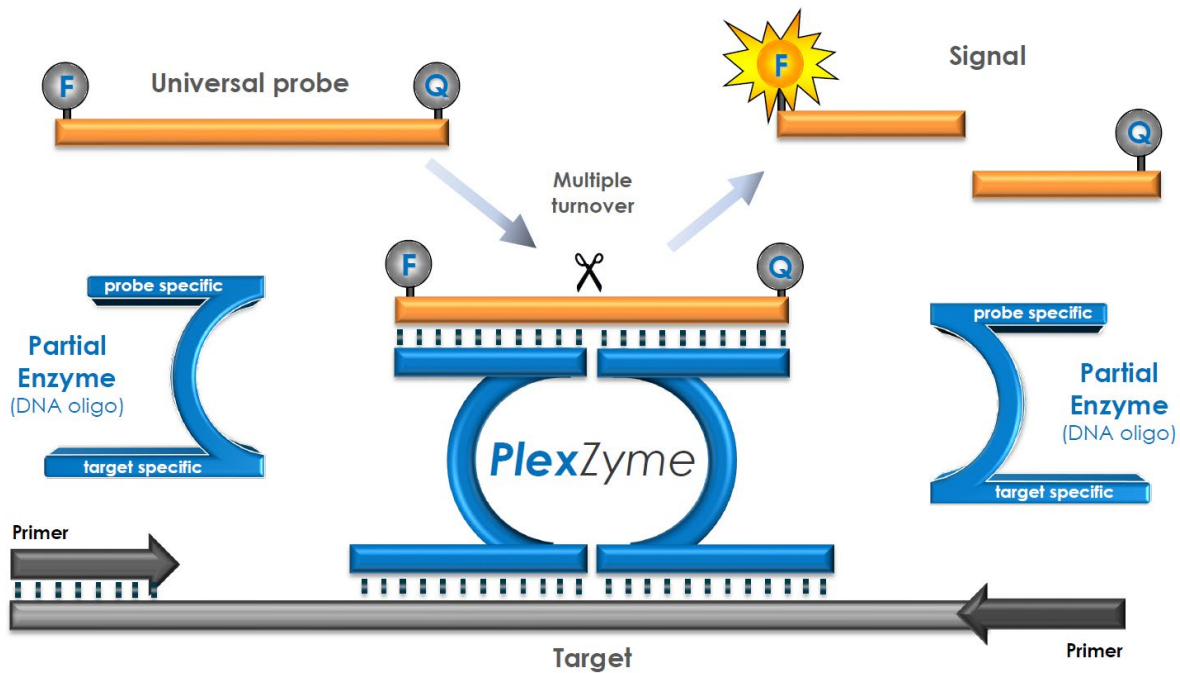 F
Universal probe
Q
F
Signal
Q
Multiple
turnover
F
Q
probe specific
Partial
Enzyme
(DNA oligo)
target specific
PlexZyme
probe specific
Partial
Enzyme
(DNA oligo)
target specific
Primer
Target
Primer